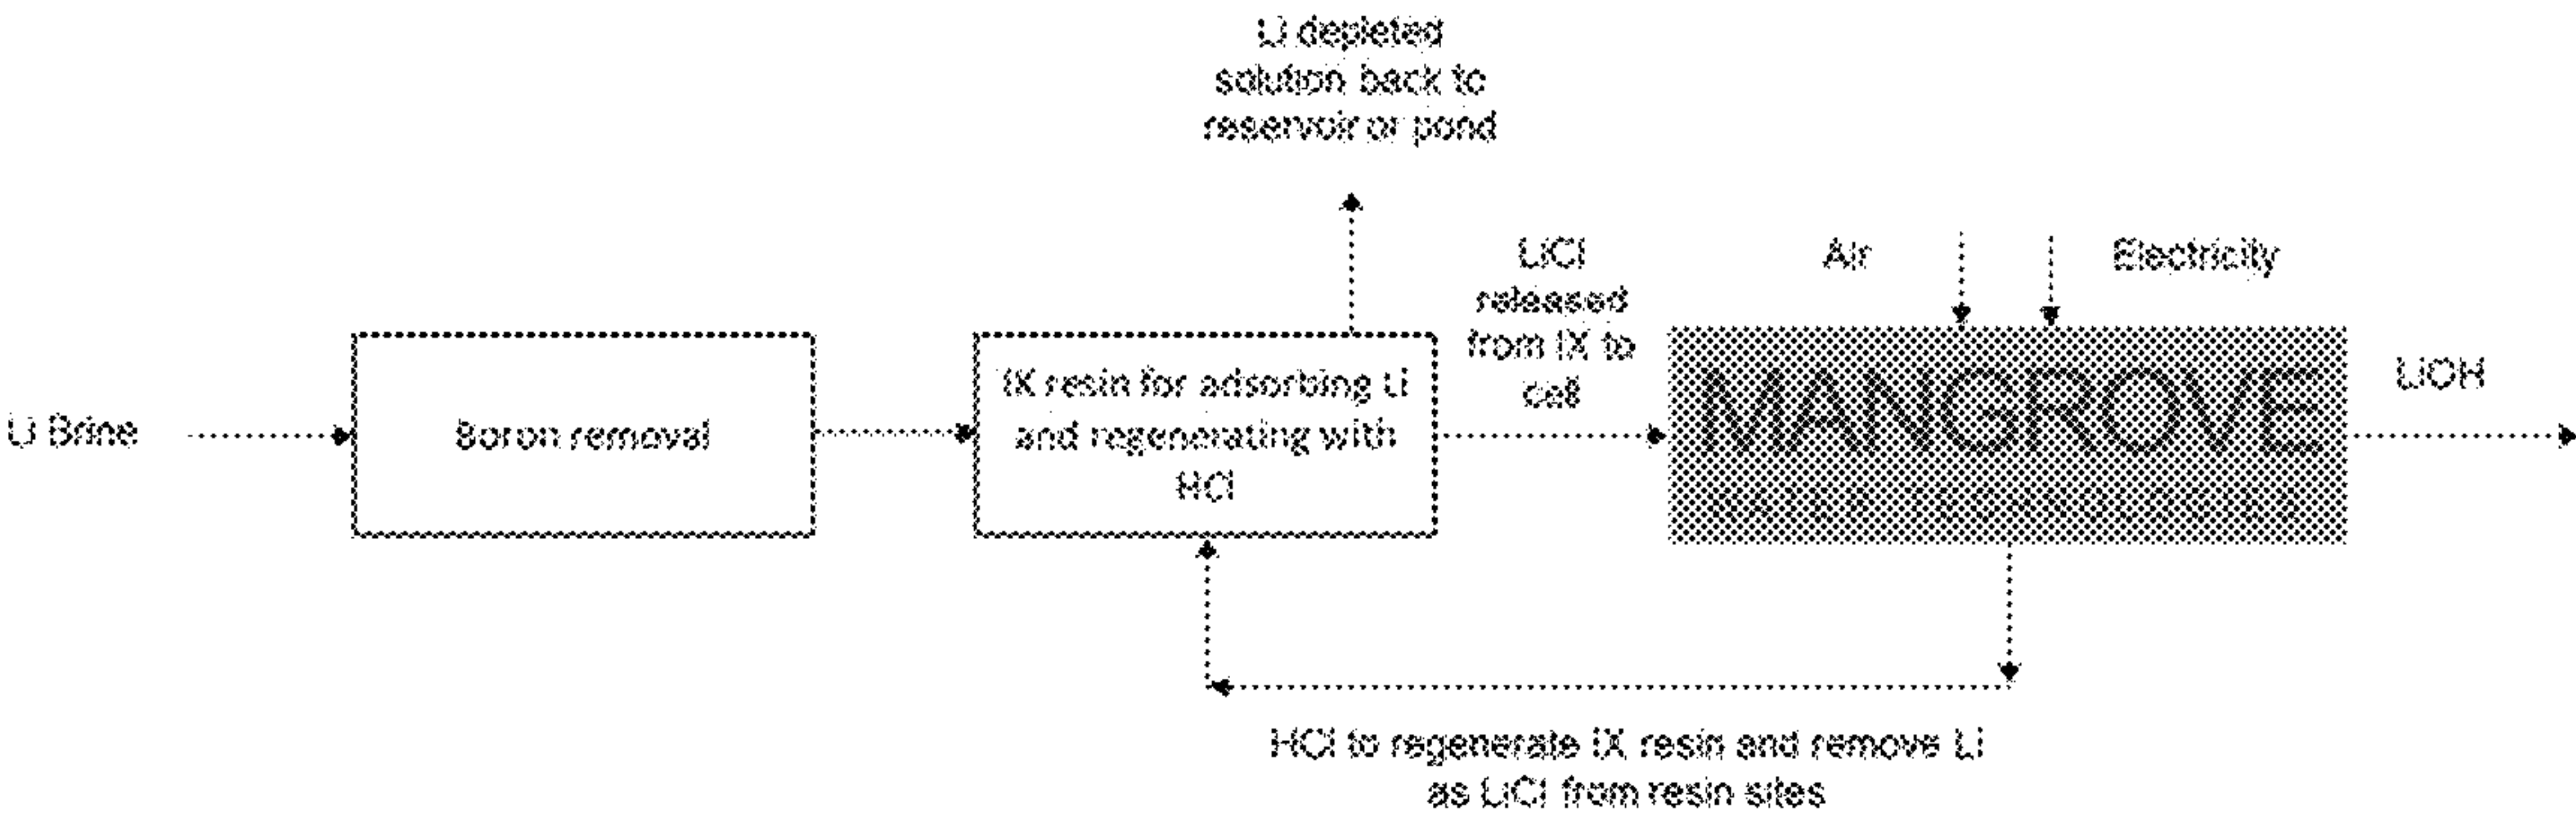 Li depleted
solution back to
reservoir or pond
LiCl
released
from IX to
cell
Air
Electricity
Li Brine
Boron removal
IX resin for adsorbing Li
and regenerating with
HCl
MANGROVE
WATER TECHNOLOGIES
LiOH
HCl to regenerate IX resin and remove Li
as LiCl from resin sites